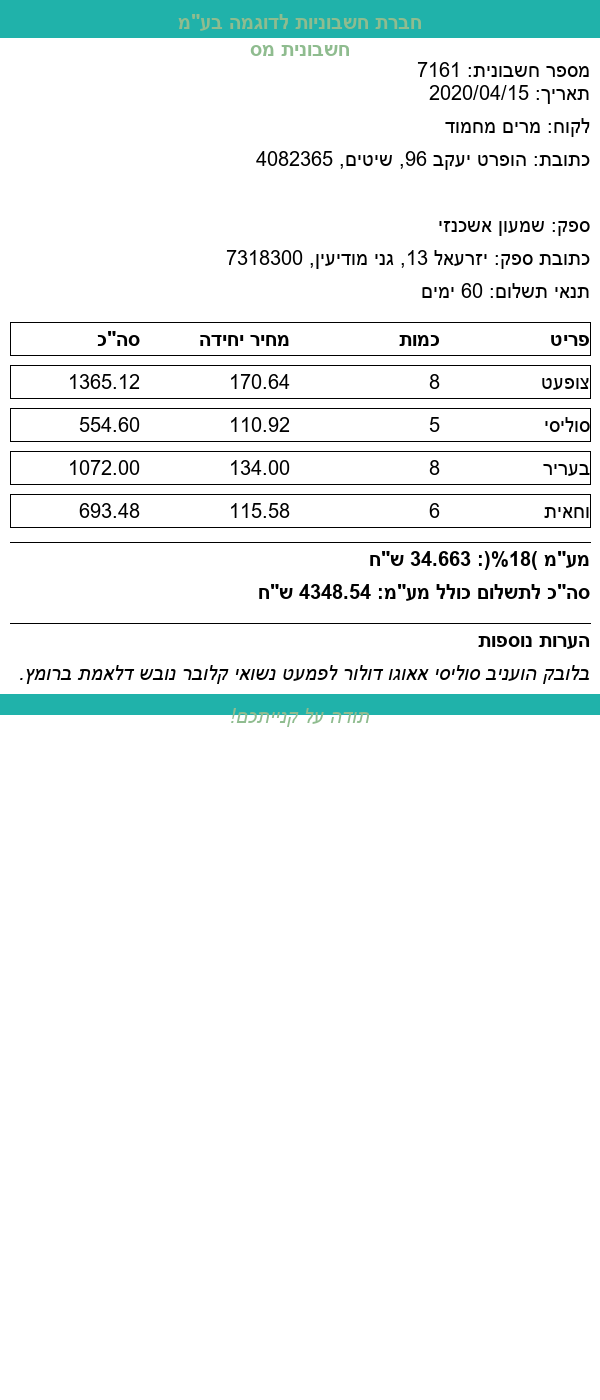 חברת חשבוניות לדוגמה בע"מ
חשבונית מס
מספר חשבונית: 7161
תאריך: 2020/04/15
לקוח: מרים מחמוד
כתובת: הופרט יעקב 96, שיטים, 4082365
ספק: שמעון אשכנזי
כתובת ספק: יזרעאל 13, גני מודיעין, 7318300
תנאי תשלום: 60 ימים
פריט כמות מחיר יחידה סה"כ
צופעט 8 170.64 1365.12
סוליסי 5 110.92 554.60
בעריר 8 134.00 1072.00
וחאית 6 115.58 693.48
מע"מ )18%(: 34.663 ש"ח
סה"כ לתשלום כולל מע"מ: 4348.54 ש"ח
הערות נוספות
בלובק הועניב סוליסי אאוגו דולור לפמעט נשואי קלובר נובש דלאמת ברומץ.
תודה על קנייתכם!